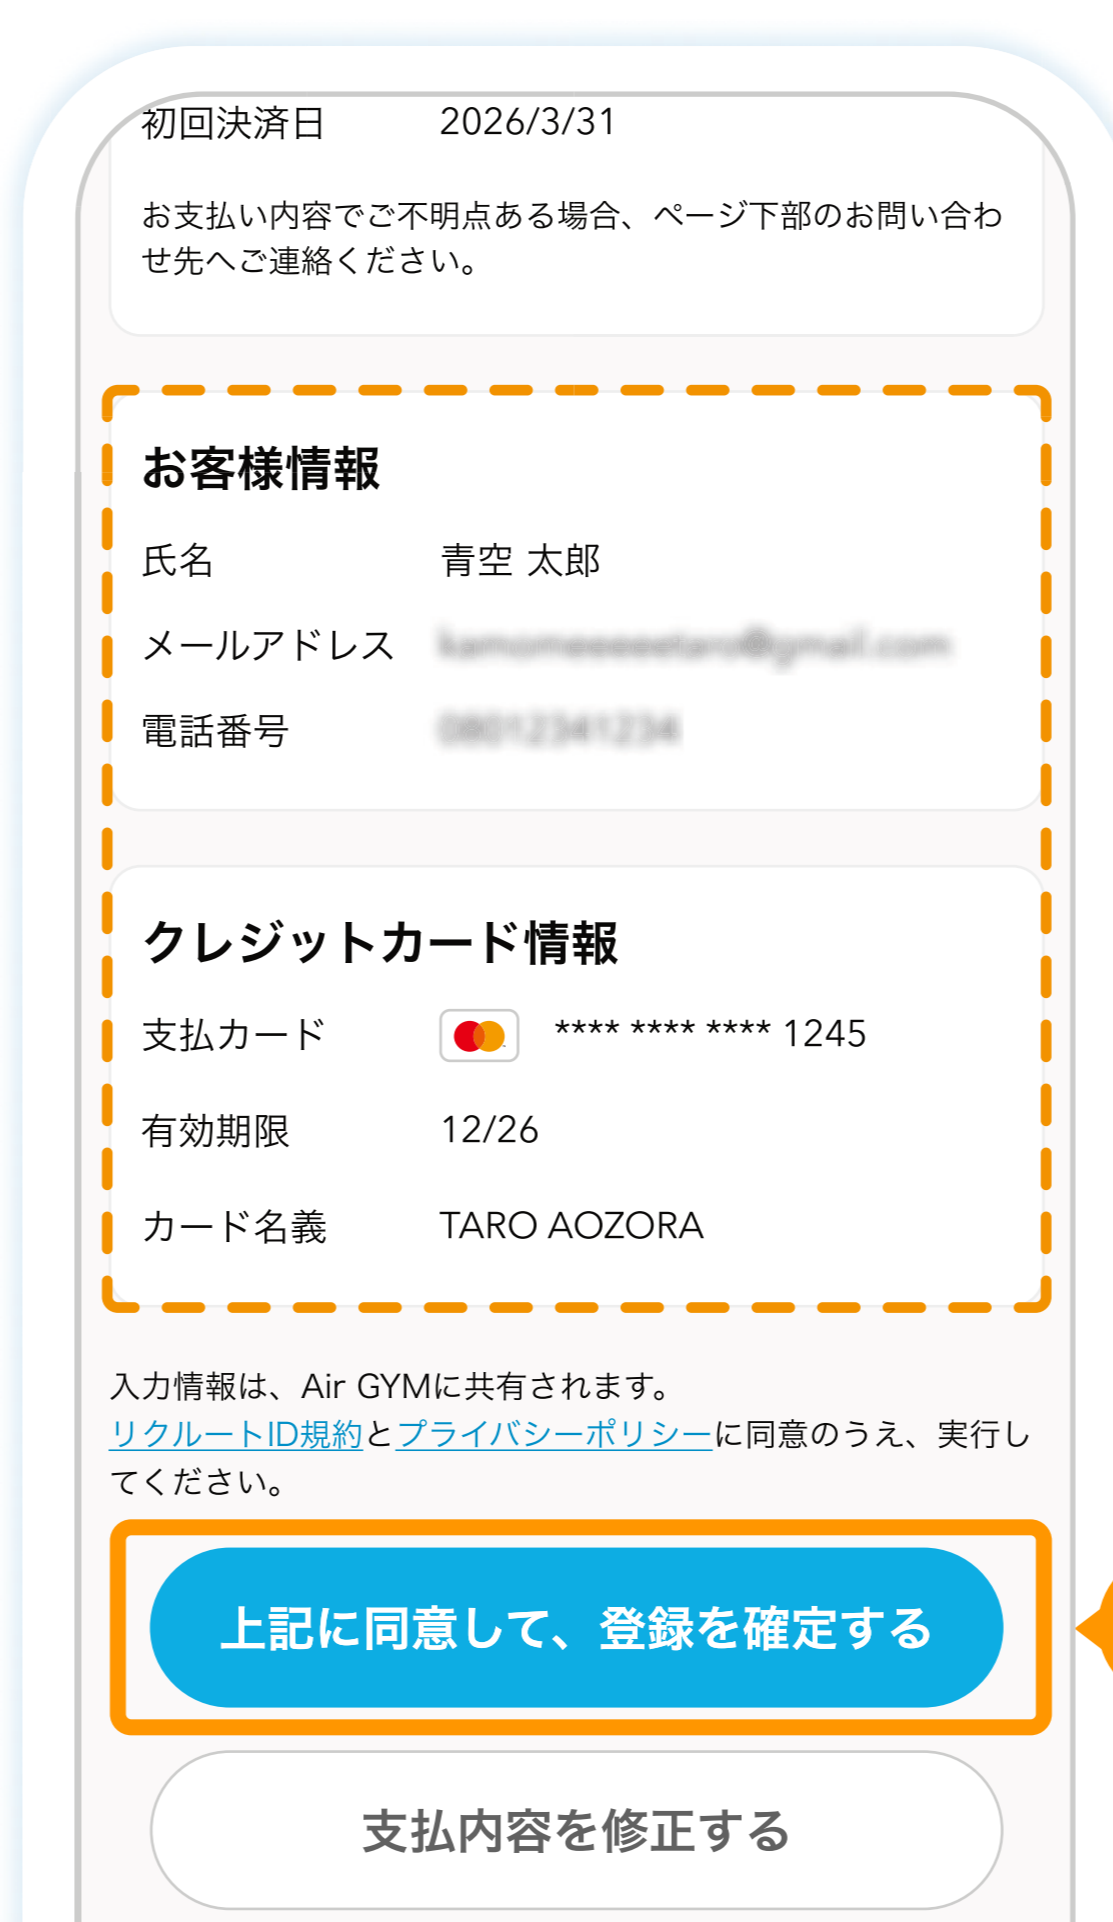 初回決済日 2026/3/31
お支払い内容でご不明点ある場合、ページ下部のお問い合わ
せ先へご連絡ください。
お客様情報
氏名 青空 太郎
メールアドレス
電話番号 08012341234
クレジットカード情報
支払カード **** **** **** 1245
有効期限 12/26
カード名義 TARO AOZORA
入力情報は、Air GYMに共有されます。
リクルートID規約とプライバシーポリシーに同意のうえ、実行し
てください。
上記に同意して、登録を確定する
支払内容を修正する